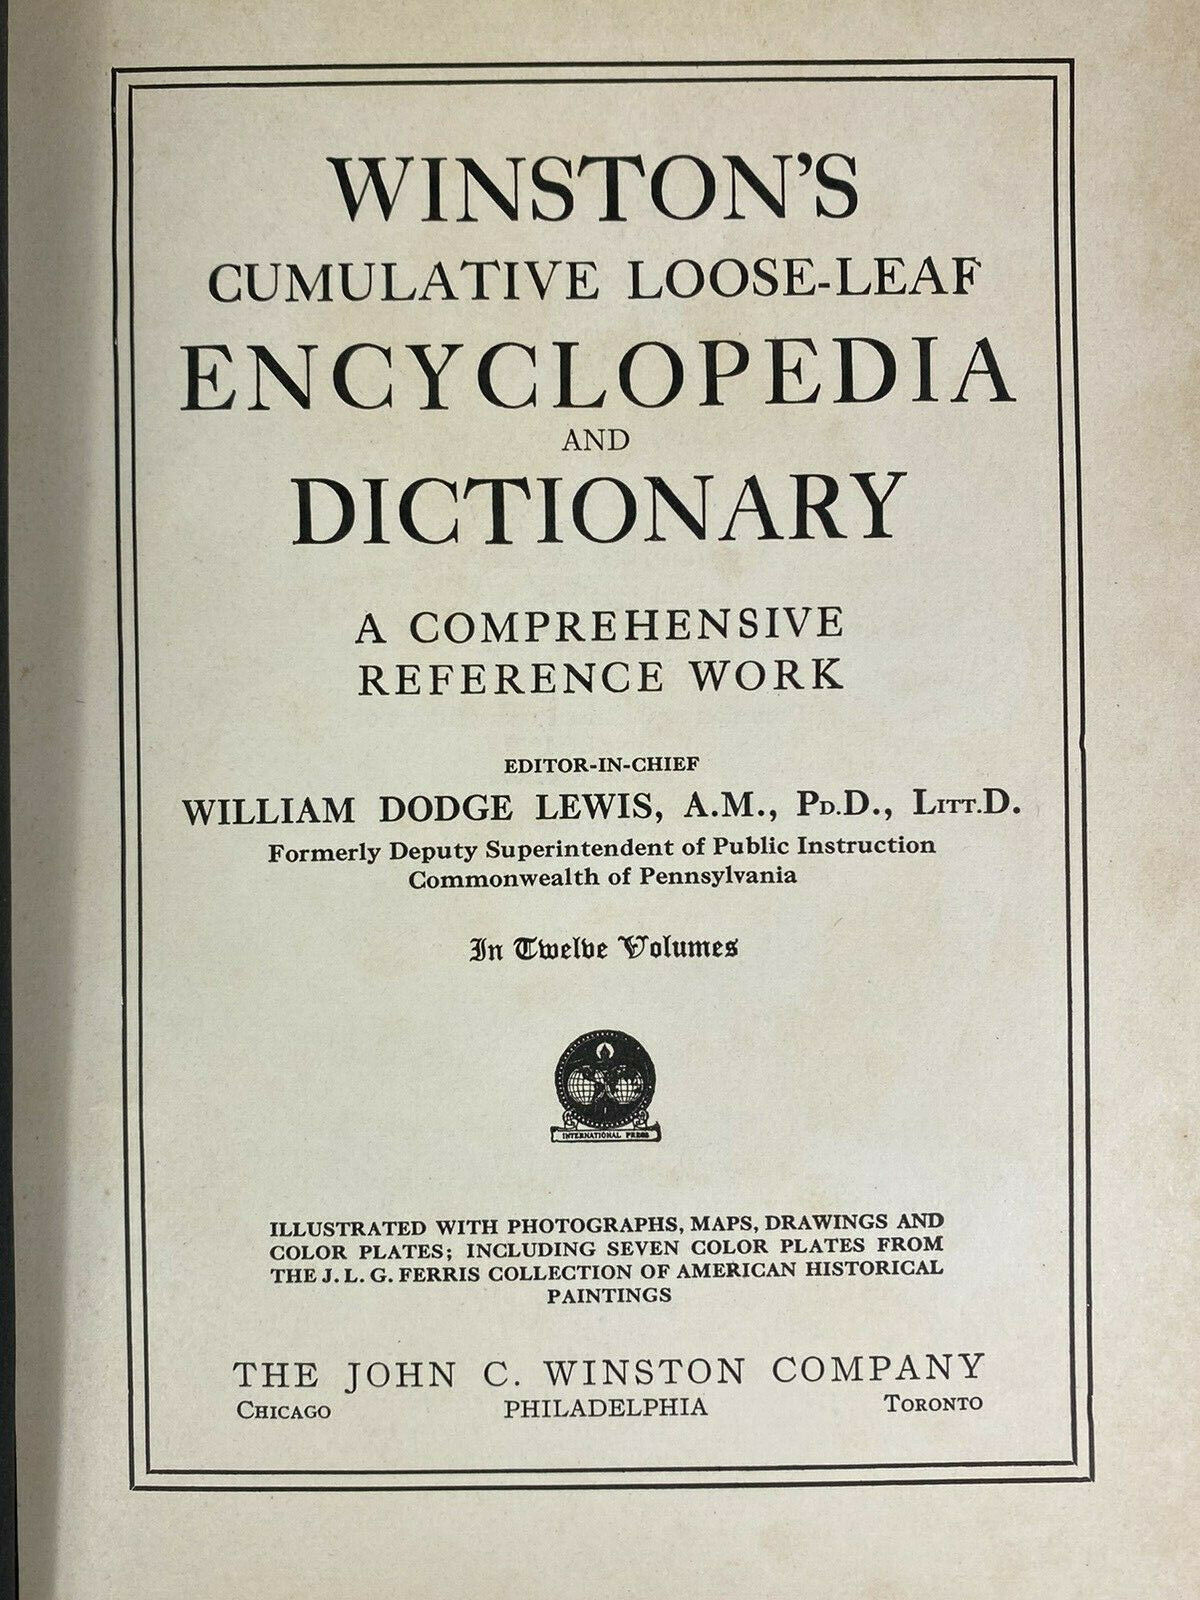 WINSTON'S
CUMULATIVE LOOSE-LEAF
ENCYCLOPEDIA
AND
DICTIONARY
A COMPREHENSIVE
REFERENCE WORK
EDITOR-IN-CHIEF
WILLIAM DODGE LEWIS, A.M., PD.D., LITT.D.
Formerly Deputy Superintendent of Public Instruction
Commonwealth of Pennsylvania
In Twelve Volumes
INTERNATIONAL PRESS
ILLUSTRATED WITH PHOTOGRAPHS, MAPS, DRAWINGS AND
COLOR PLATES; INCLUDING SEVEN COLOR PLATES FROM
THE J. L. G. FERRIS COLLECTION OF AMERICAN HISTORICAL
PAINTINGS
THE JOHN C. WINSTON COMPANY
CHICAGO PHILADELPHIA TORONTO